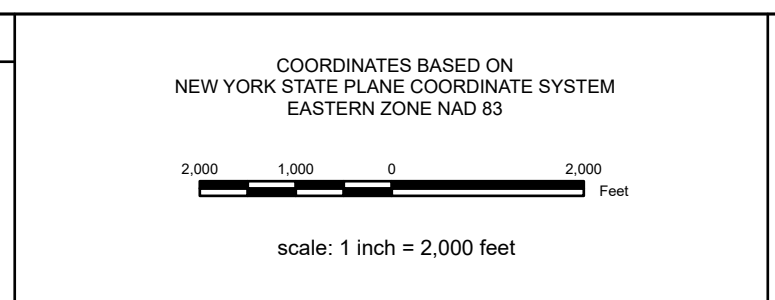 COORDINATES BASED ON
NEW YORK STATE PLANE COORDINATE SYSTEM
EASTERN ZONE NAD 83
2,000 1,000 0 2,000
Feet
scale: 1 inch = 2,000 feet